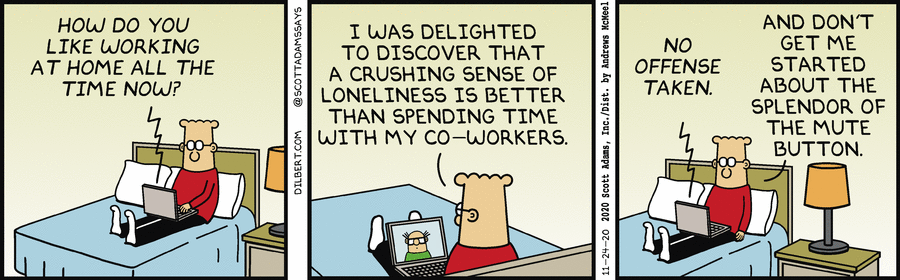 HOW DO YOU
LIKE WORKING
AT HOME ALL THE
TIME NOW?
DILBERT.COM
@SCOTTADAMSSAYS
I WAS DELIGHTED
TO DISCOVER THAT
A CRUSHING SENSE OF
LONELINESS IS BETTER
THAN SPENDING TIME
WITH MY CO-WORKERS.
11-24-20 2020 Scott Adams, Inc./Dist. by Andrews McMeel
NO
OFFENSE
TAKEN.
AND DON'T
GET ME
STARTED
ABOUT THE
SPLENDOR OF
THE MUTE
BUTTON.